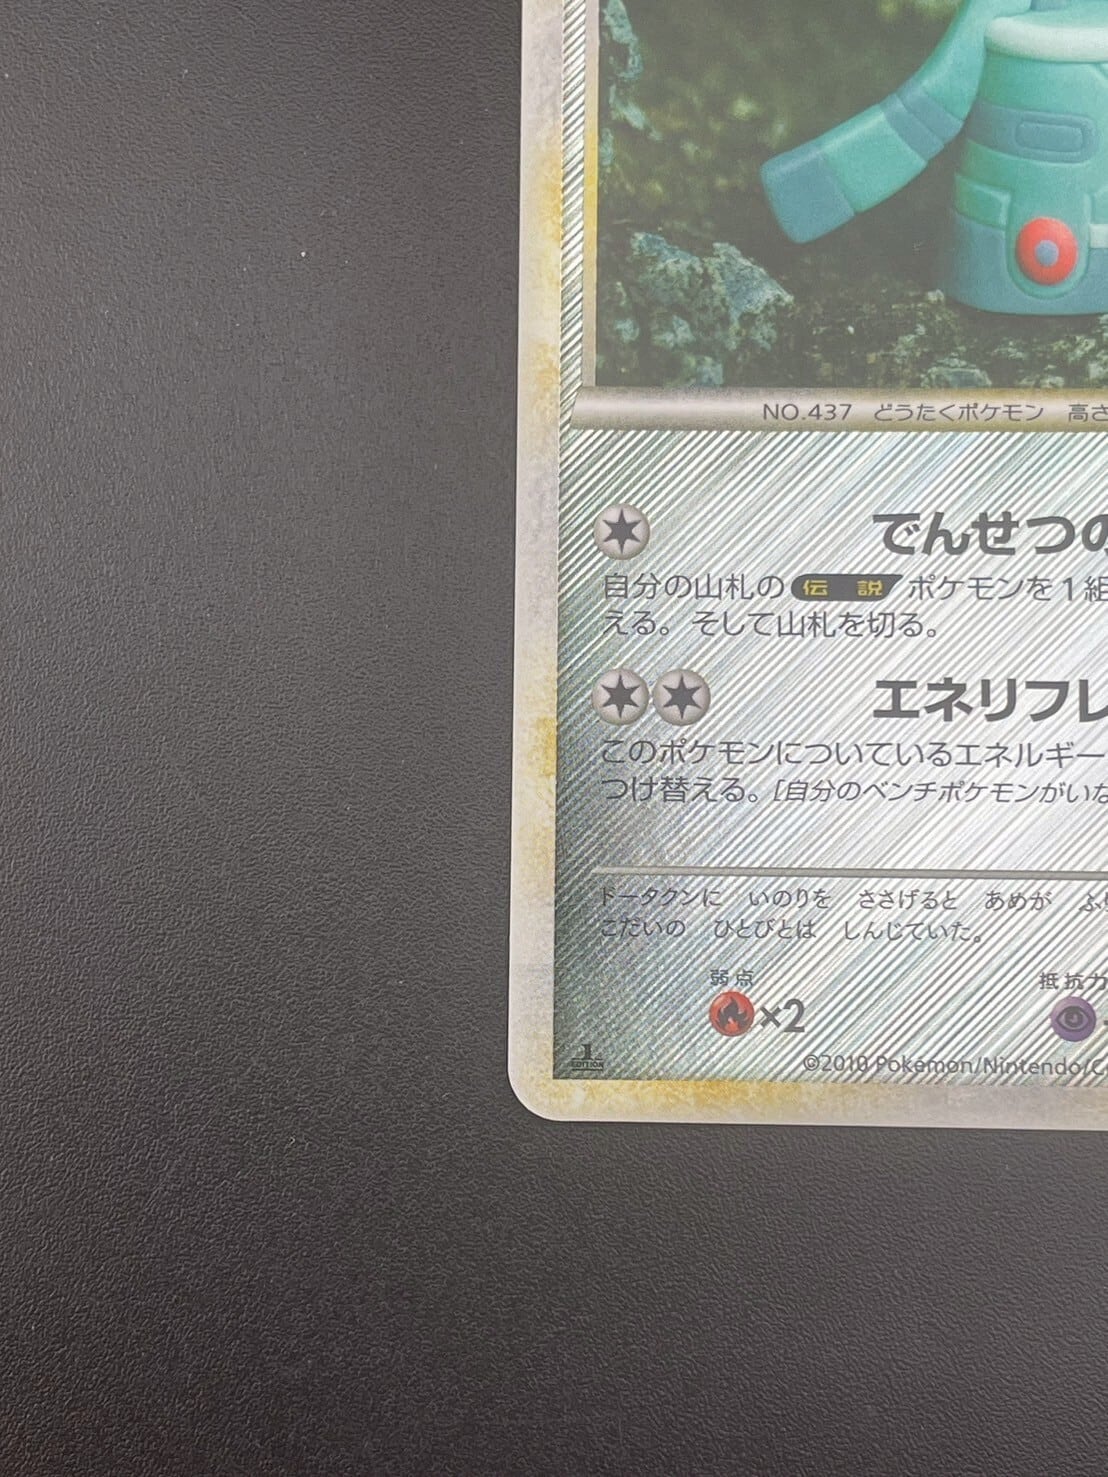 NO.437 どうたくポケモン 高さ
でんせつの
自分の山札の 伝 説 ポケモンを1組
える。そして山札を切る。
エネリフレ
このポケモンについているエネルギー
つけ替える。[自分のベンチポケモンがいな
ドータクンに いのりを ささげると あめが ふ
こだいの ひとびとは しんじていた。
弱点 抵抗力
×2
1 EDITION
©2010 Pokémon/Nintendo/C